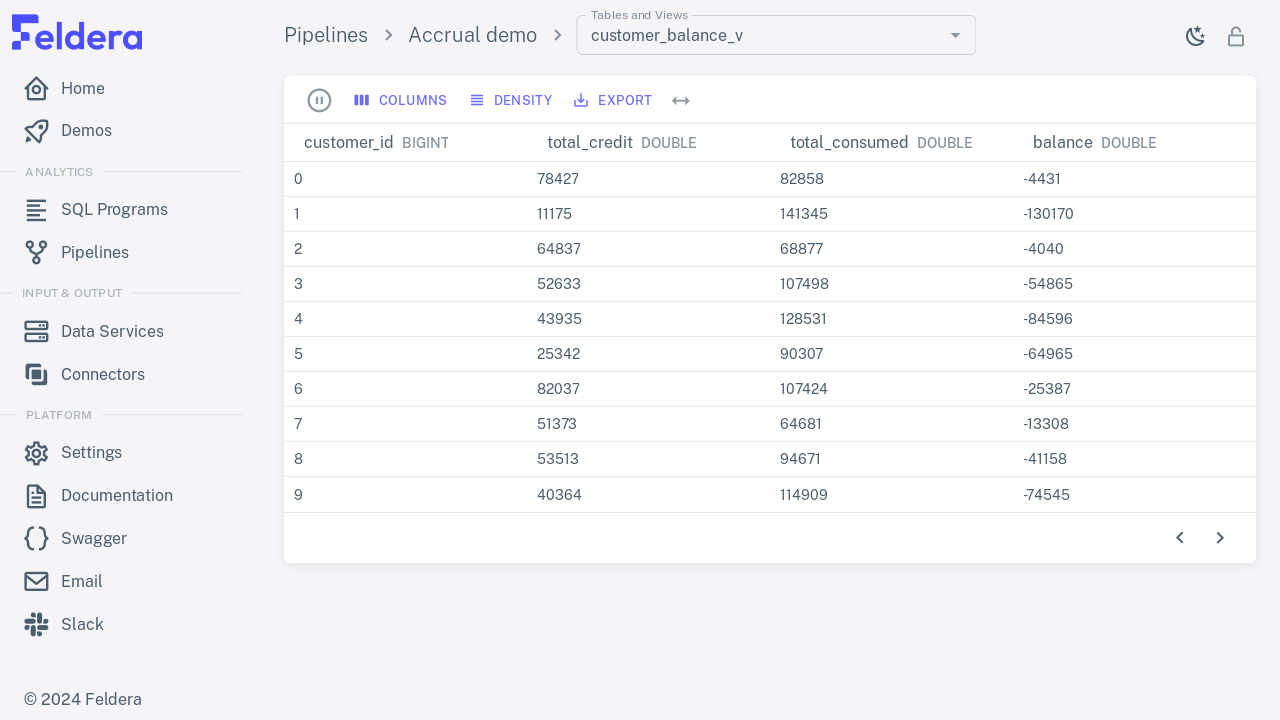 Feldera
Home
Demos
ANALYTICS
SQL Programs
Pipelines
INPUT & OUTPUT
Data Services
Connectors
PLATFORM
Settings
Documentation
Swagger
Email
Slack
© 2024 Feldera
Pipelines Accrual demo
Tables and Views
customer_balance_v
COLUMNS DENSITY EXPORT
customer_id BIGINT total_credit DOUBLE total_consumed DOUBLE balance DOUBLE
0 78427 82858 -4431
1 11175 141345 -130170
2 64837 68877 -4040
3 52633 107498 -54865
4 43935 128531 -84596
5 25342 90307 -64965
6 82037 107424 -25387
7 51373 64681 -13308
8 53513 94671 -41158
9 40364 114909 -74545